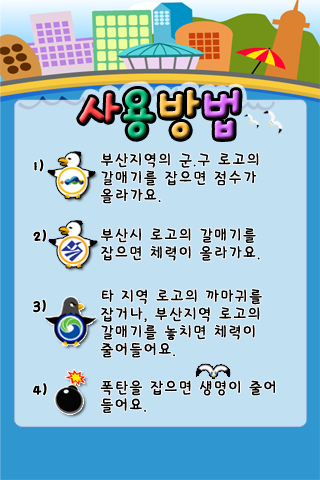 사용방법
1) 부산지역의 군.구 로고의
갈매기를 잡으면 점수가
올라가요.
2) 부산시 로고의 갈매기를
잡으면 체력이 올라가요.
3) 타 지역 로고의 까마귀를
잡거나, 부산지역 로고의
갈매기를 놓치면 체력이
줄어들어요.
4) 폭탄을 잡으면 생명이 줄어
들어요.